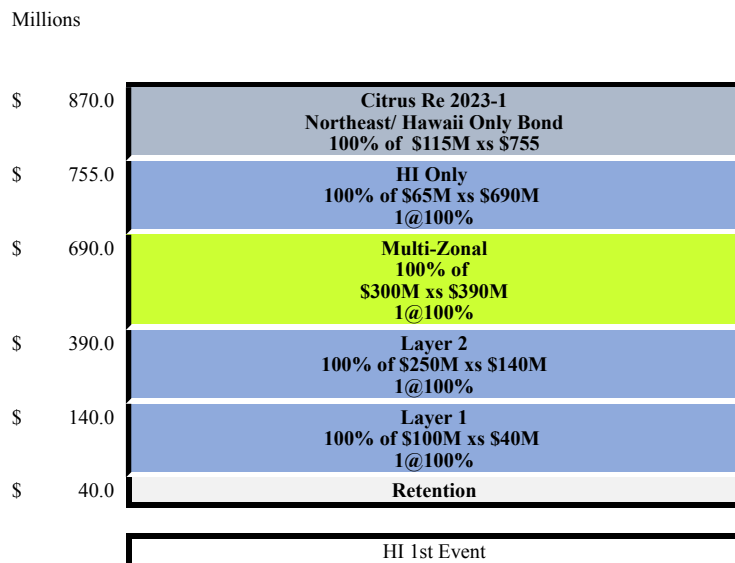 Millions
$ 870.0 Citrus Re 2023-1
Northeast/ Hawaii Only Bond
100% of $115M xs $755
$ 755.0 HI Only
100% of $65M xs $690M
1@100%
$ 690.0 Multi-Zonal
100% of
$300M xs $390M
1@100%
$ 390.0 Layer 2
100% of $250M xs $140M
1@100%
$ 140.0 Layer 1
100% of $100M xs $40M
1@100%
$ 40.0 Retention
HI 1st Event